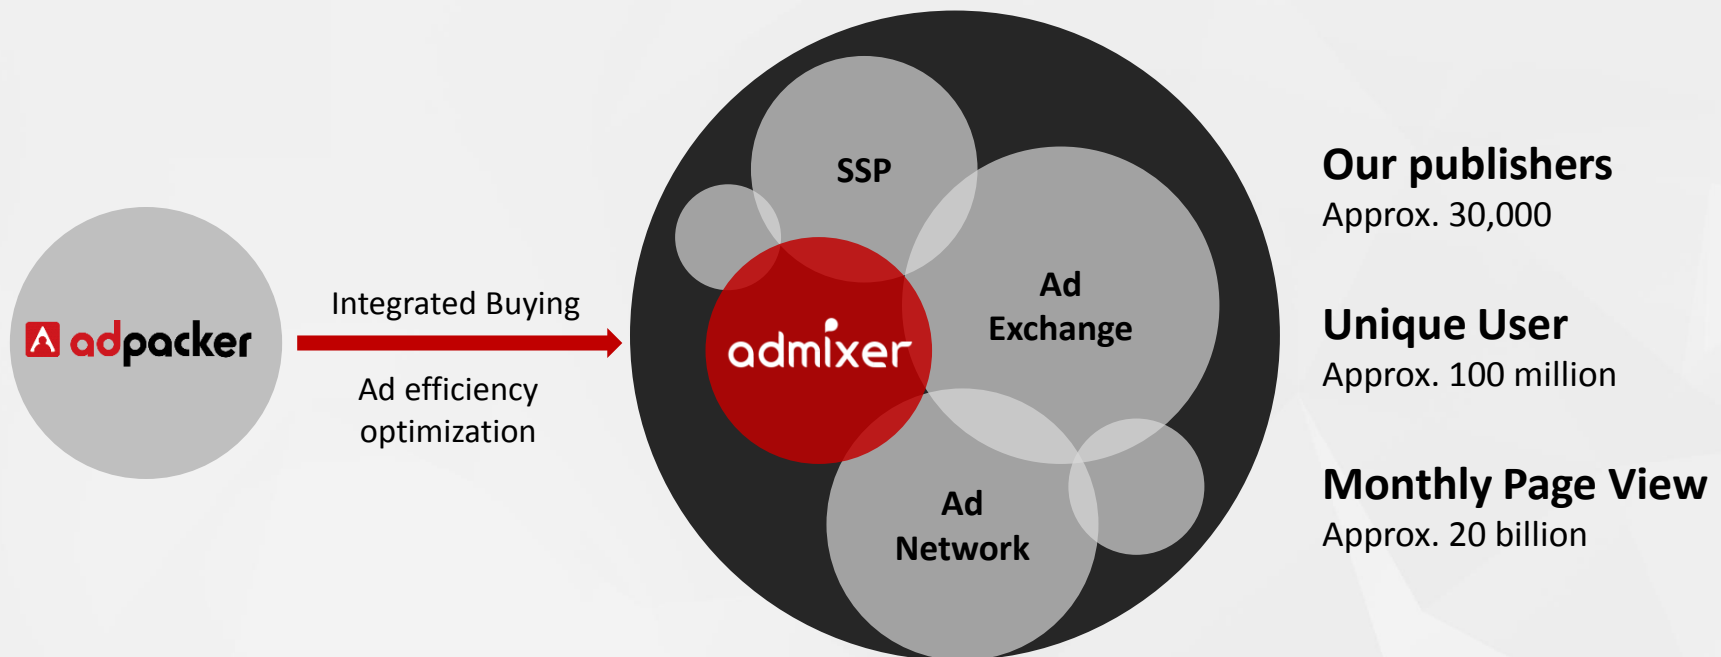 adpacker
Integrated Buying
Ad efficiency
optimization
SSP
admixer
Ad
Exchange
Ad
Network
Our publishers
Approx. 30,000
Unique User
Approx. 100 million
Monthly Page View
Approx. 20 billion